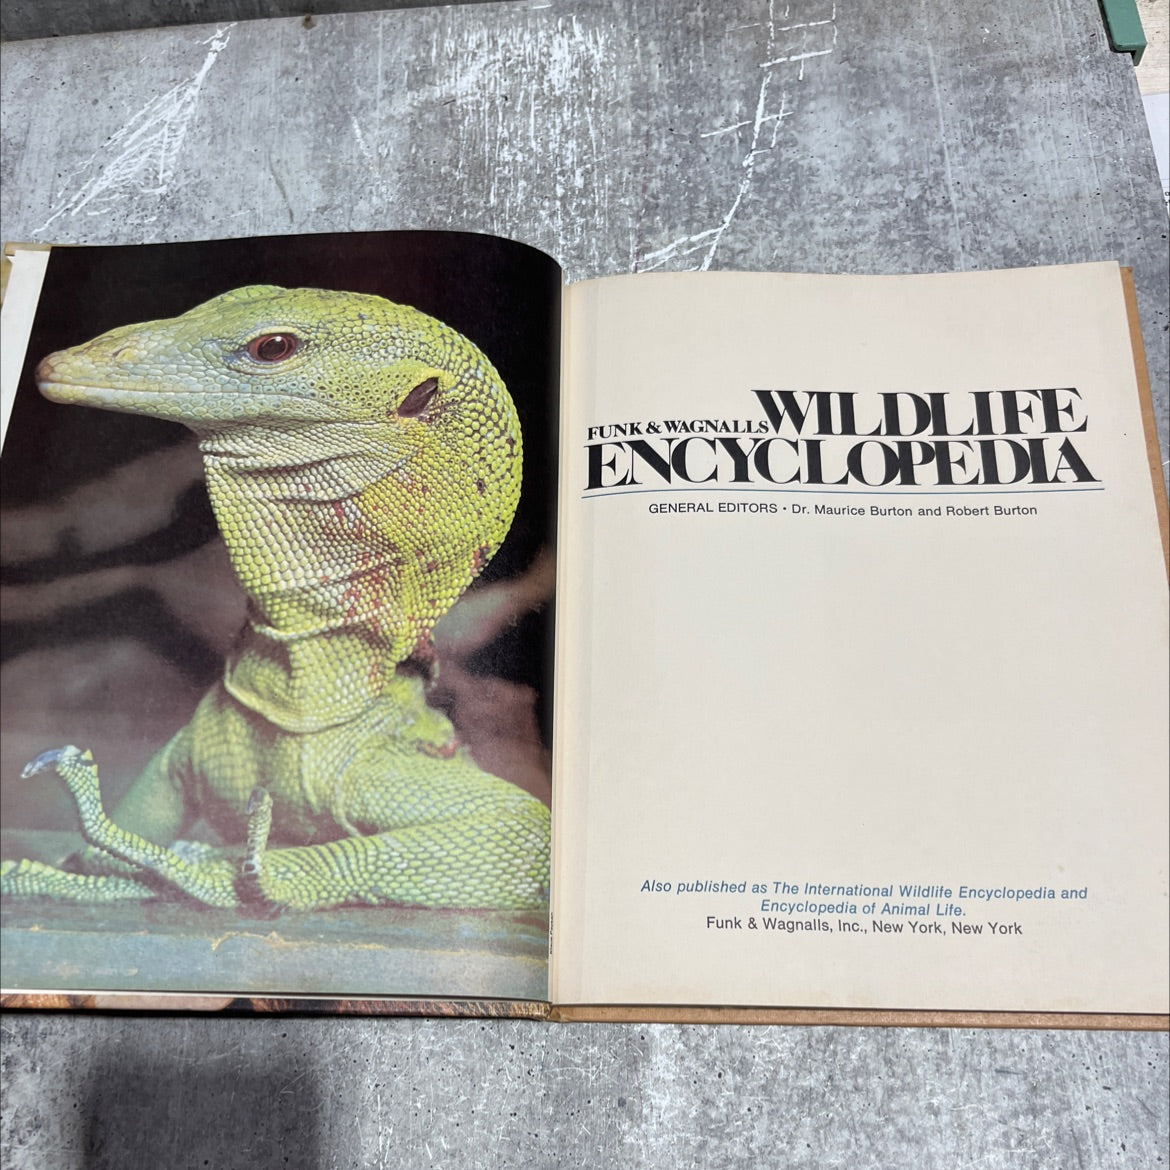 FUNK & WAGNALLS WILDLIFE
ENCYCLOPEDIA
GENERAL EDITORS • Dr. Maurice Burton and Robert Burton
Also published as The International Wildlife Encyclopedia and
Encyclopedia of Animal Life.
Funk & Wagnalls, Inc., New York, New York